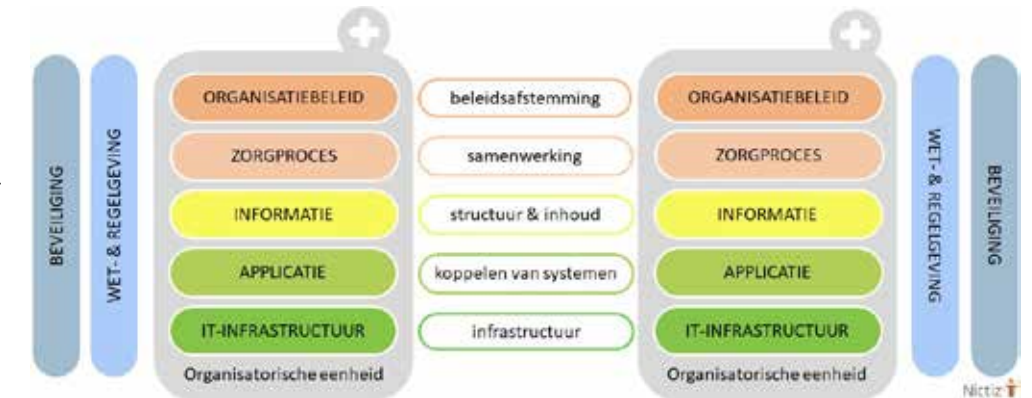 BEVEILIGING
WET- & REGELGEVING
ORGANISATIEBELEID
beleidsafstemming
ORGANISATIEBELEID
ZORGPROCES
samenwerking
ZORGPROCES
INFORMATIE
structuur & inhoud
INFORMATIE
APPLICATIE
koppelen van systemen
APPLICATIE
IT-INFRASTRUCTUUR
infrastructuur
IT-INFRASTRUCTUUR
Organisatorische eenheid
Organisatorische eenheid
WET- & REGELGEVING
BEVEILIGING
Nictiz